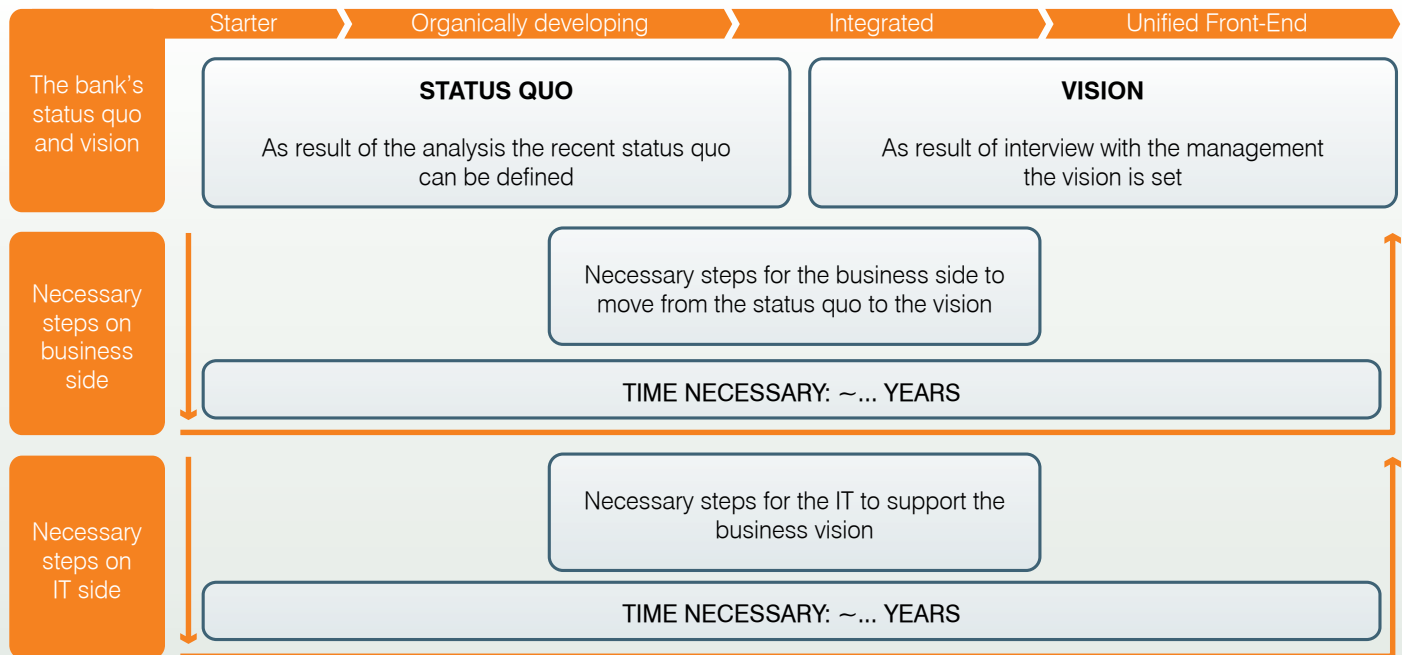 Starter
Organically developing
Integrated
Unified Front-End
The bank's
status quo
and vision
STATUS QUO
As result of the analysis the recent status quo
can be defined
VISION
As result of interview with the management
the vision is set
Necessary
steps on
business
side
Necessary steps for the business side to
move from the status quo to the vision
TIME NECESSARY: ~... YEARS
Necessary
steps on
IT side
Necessary steps for the IT to support the
business vision
TIME NECESSARY: ~... YEARS